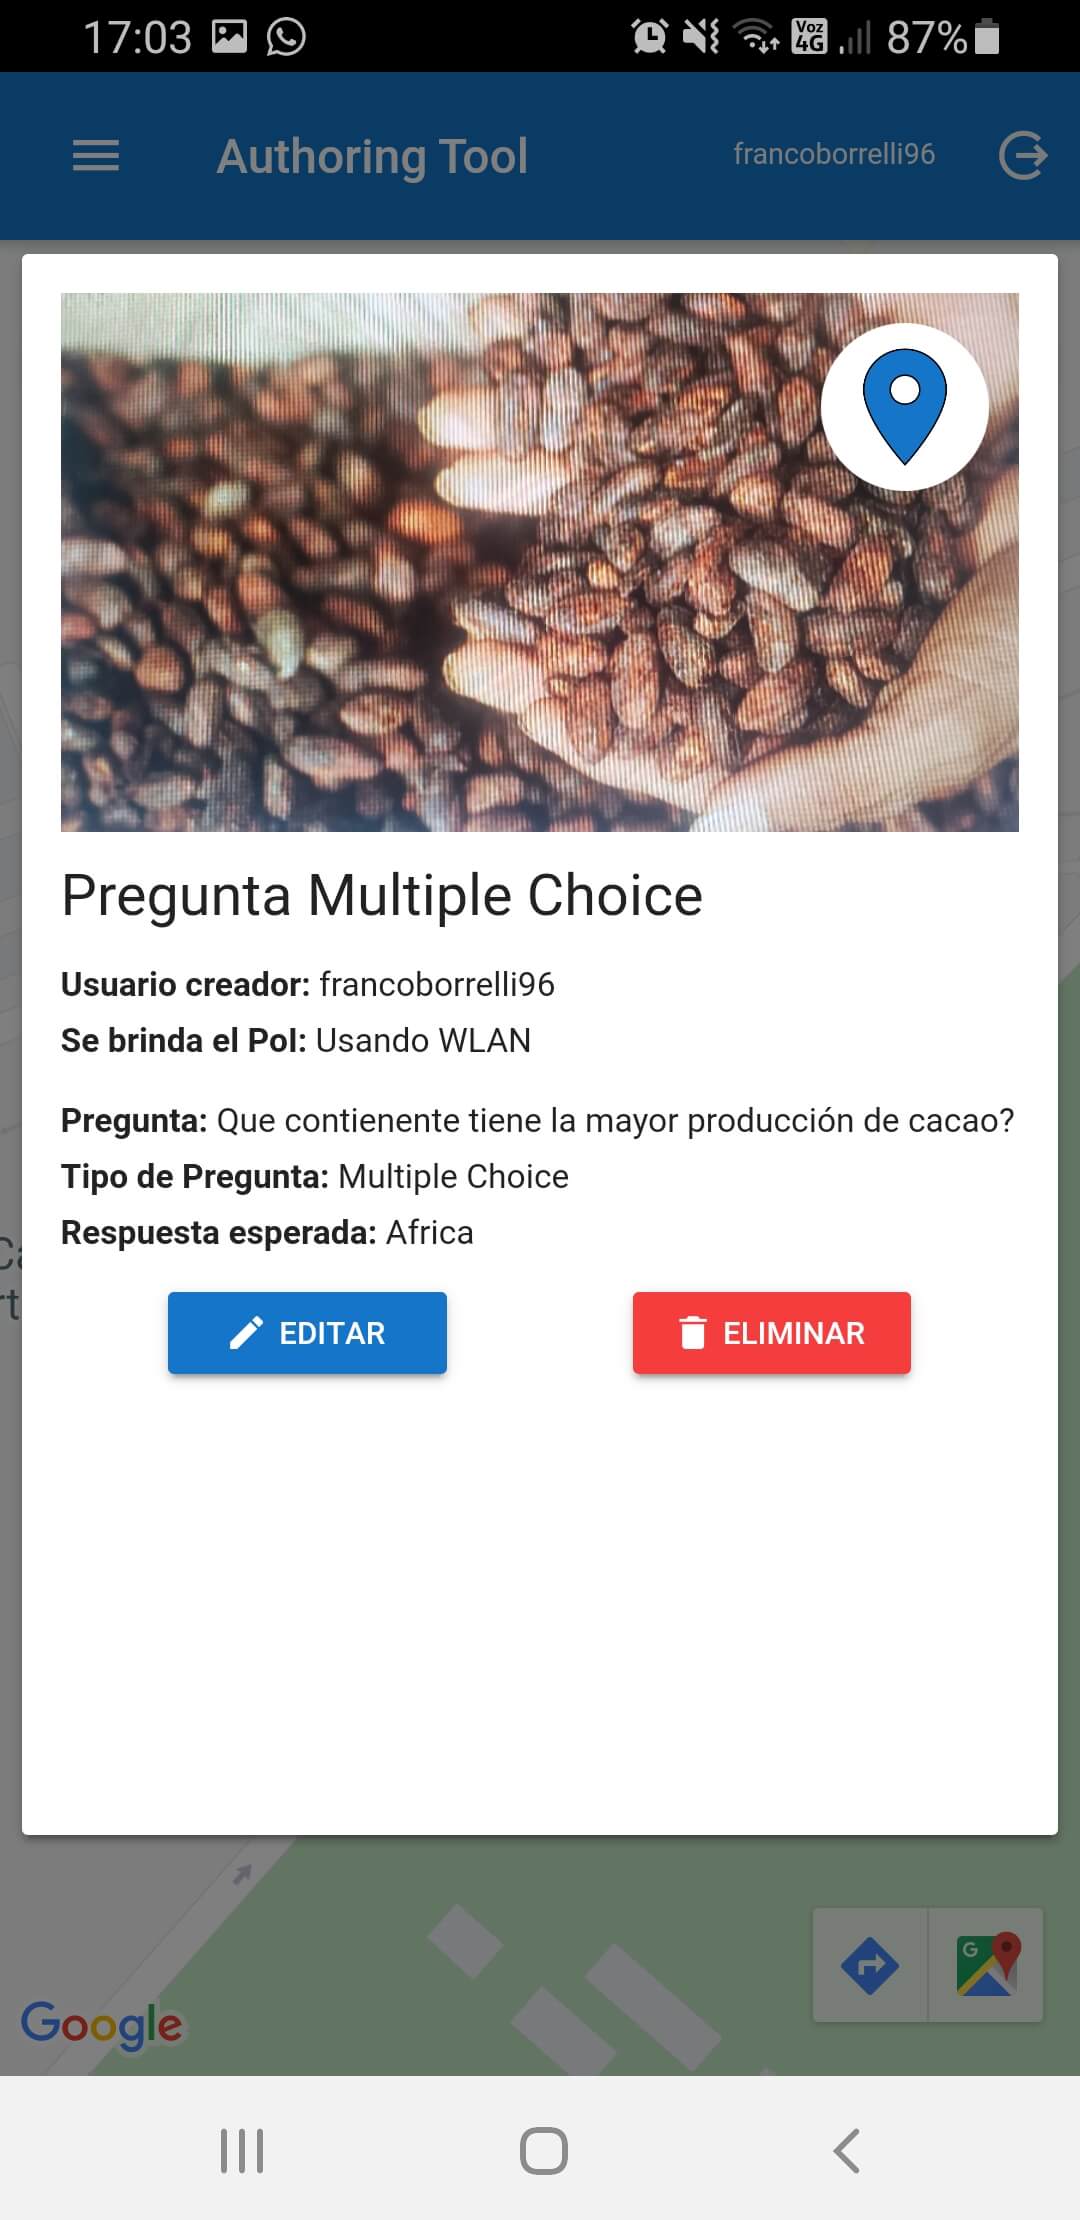 17:03 Voz 4G 87%
Authoring Tool francoborrelli96
Pregunta Multiple Choice
Usuario creador: francoborrelli96
Se brinda el PoI: Usando WLAN
Pregunta: Que contienente tiene la mayor producción de cacao?
Tipo de Pregunta: Multiple Choice
Respuesta esperada: Africa
EDITAR ELIMINAR
G
Google